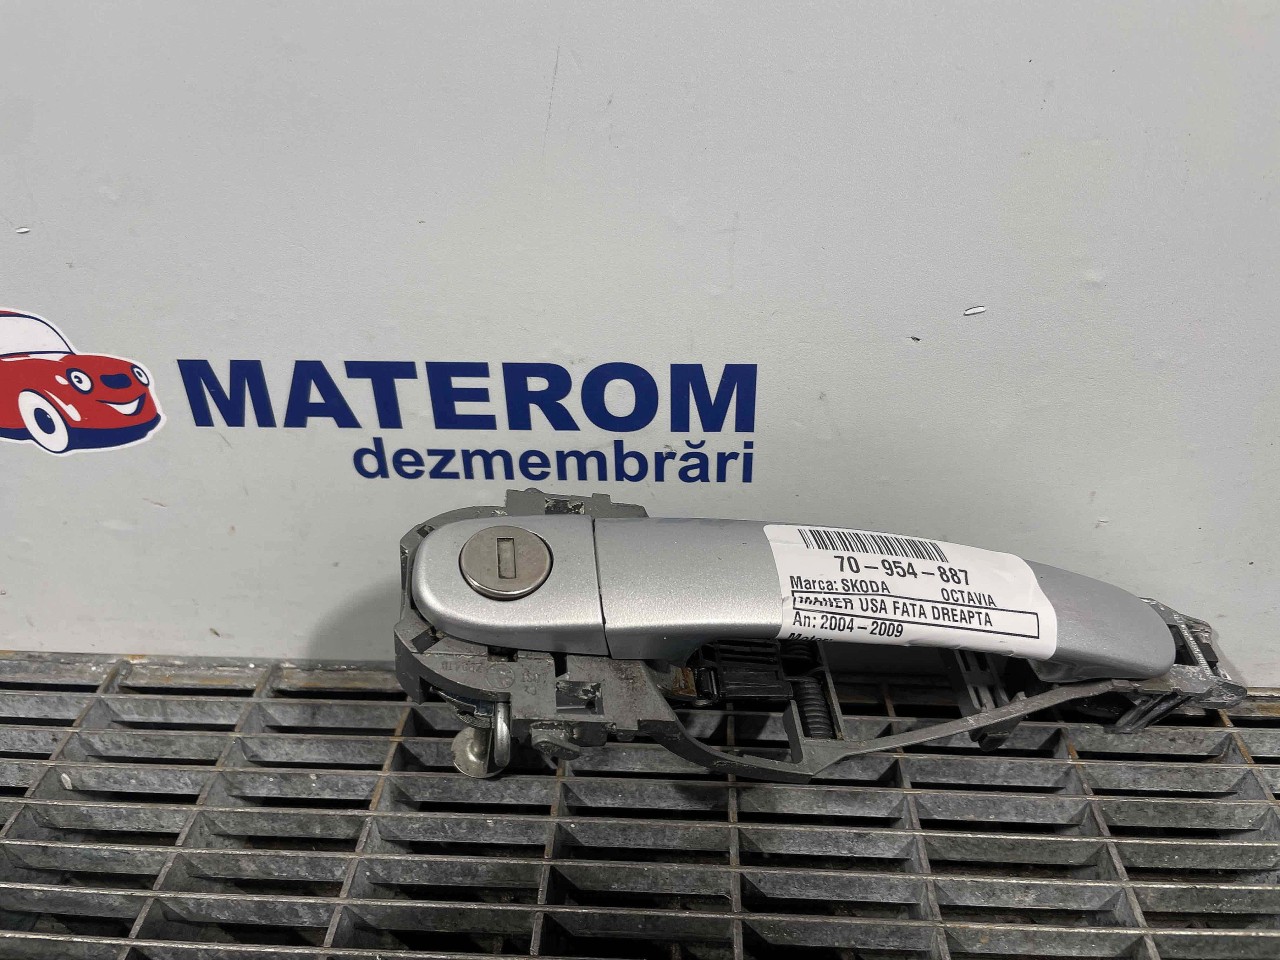 MATEROM
dezmembrări
70-954-887
Marca: SKODA OCTAVIA
MANER USA FATA DREAPTA
An: 2004-2009